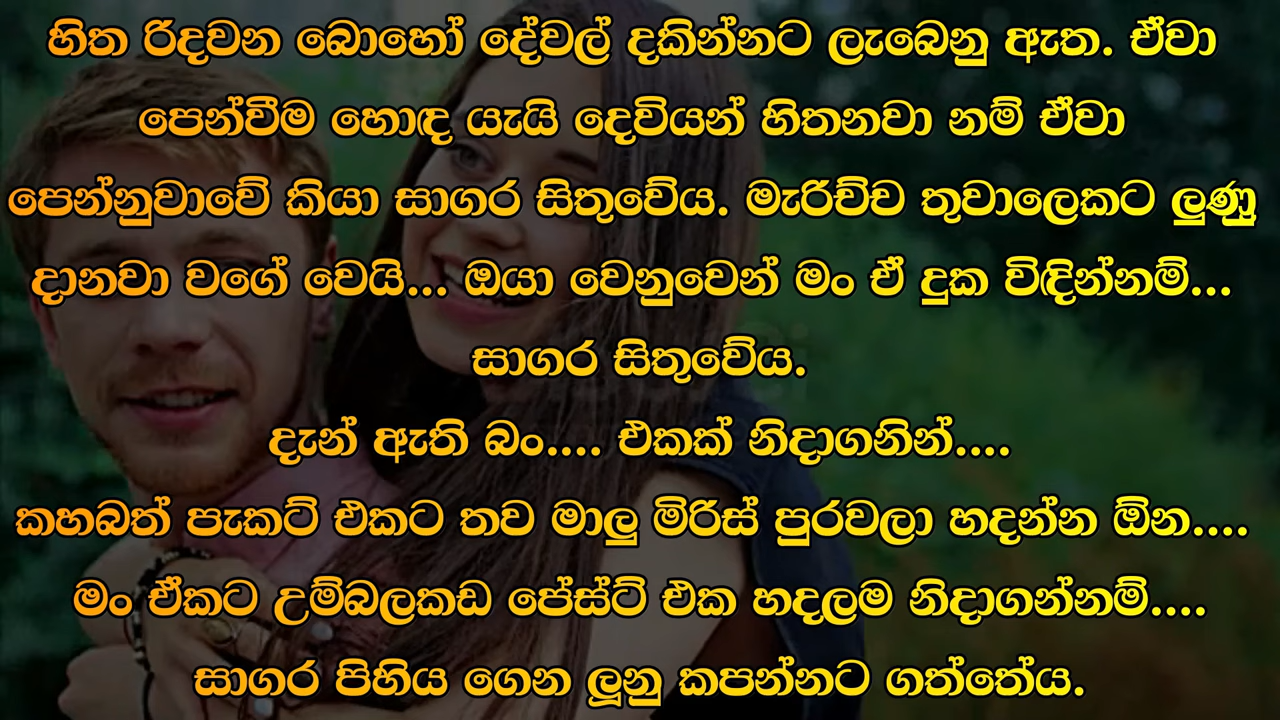 හිත රිදවන බොහෝ දේවල් දකින්නට ලැබෙනු ඇත. ඒවා
පෙන්වීම හොඳ යැයි දෙවියන් හිතනවා නම් ඒවා
පෙන්නුවාවේ කියා සාගර සිතුවේය. මැරිච්ච තුවාලෙකට ලුණු
දානවා වගේ වෙයි... ඔයා වෙනුවෙන් මං ඒ දුක විඳින්නම්...
සාගර සිතුවේය.
දැන් ඇති බං.... එකක් නිදාගනින්....
කහබත් පැකට් එකට තව මාලු මිරිස් පුරවලා හදන්න ඕන....
මං ඒකට උම්බලකඩ පේස්ට් එක හදලම නිදාගන්නම්....
සාගර පිහිය ගෙන ලූනු කපන්නට ගත්තේය.